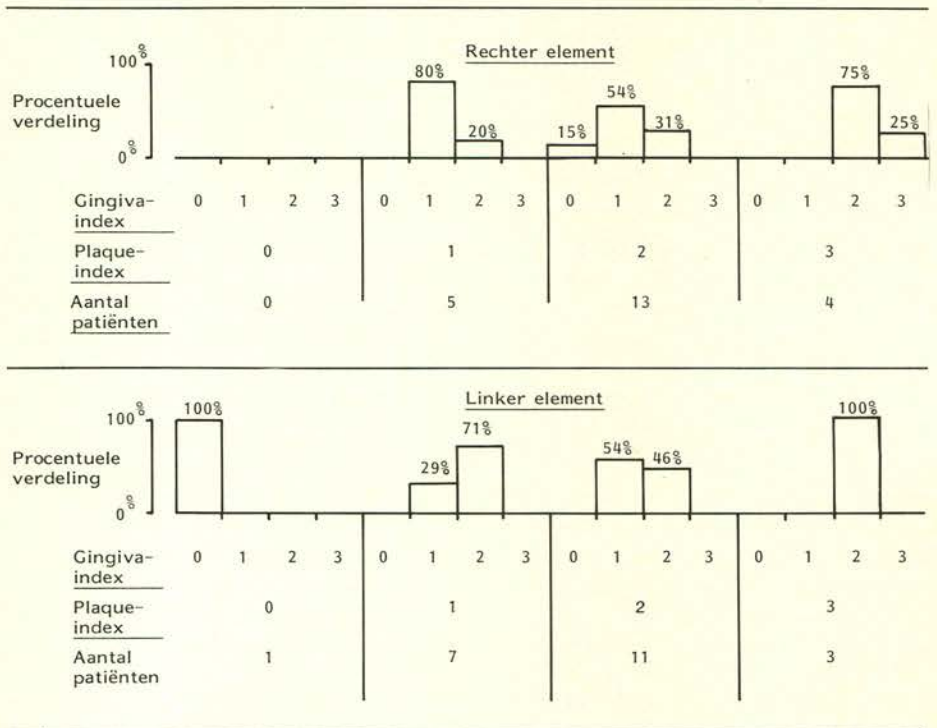 Rechter element
100%
80%
75%
54%
Procentuele
verdeling
20%
15%
31%
25%
0%
Gingiva-
index
0 1 2 3 0 1 2 3 0 1 2 3 0 1 2 3
Plaque-
index
0 1 2 3
Aantal
patiënten
0 5 13 4
Linker element
100%
100%
71%
100%
Procentuele
verdeling
29%
54%
46%
0%
Gingiva-
index
0 1 2 3 0 1 2 3 0 1 2 3 0 1 2 3
Plaque-
index
0 1 2 3
Aantal
patiënten
1 7 11 3